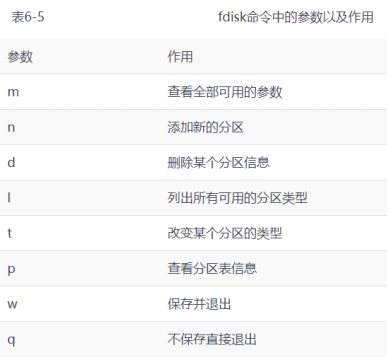 表6-5 fdisk命令中的参数以及作用
参数 作用
m 查看全部可用的参数
n 添加新的分区
d 删除某个分区信息
l 列出所有可用的分区类型
t 改变某个分区的类型
p 查看分区表信息
w 保存并退出
q 不保存直接退出